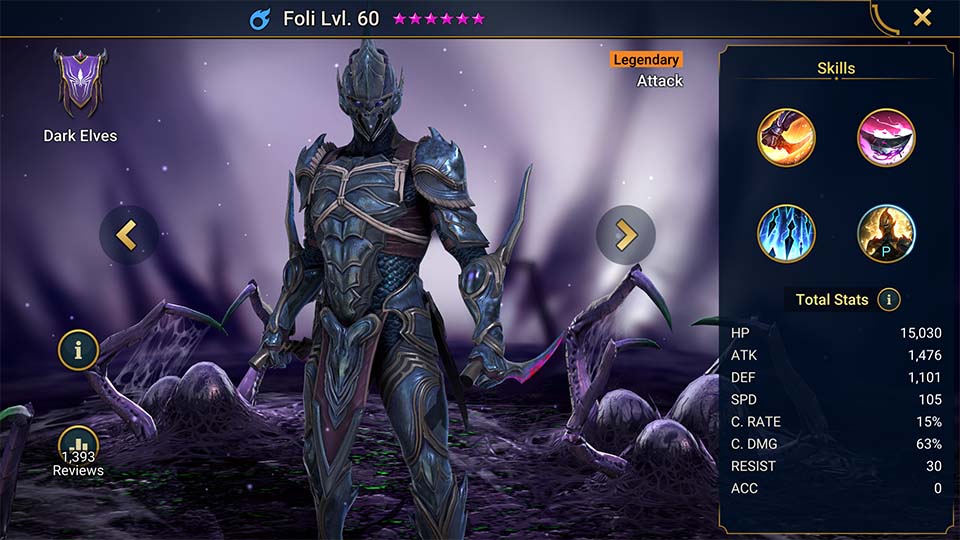 Foli Lvl. 60
Legendary
Attack
Dark Elves
1,393
Reviews
Skills
P
Total Stats i
HP 15,030
ATK 1,476
DEF 1,101
SPD 105
C. RATE 15%
C. DMG 63%
RESIST 30
ACC 0
i